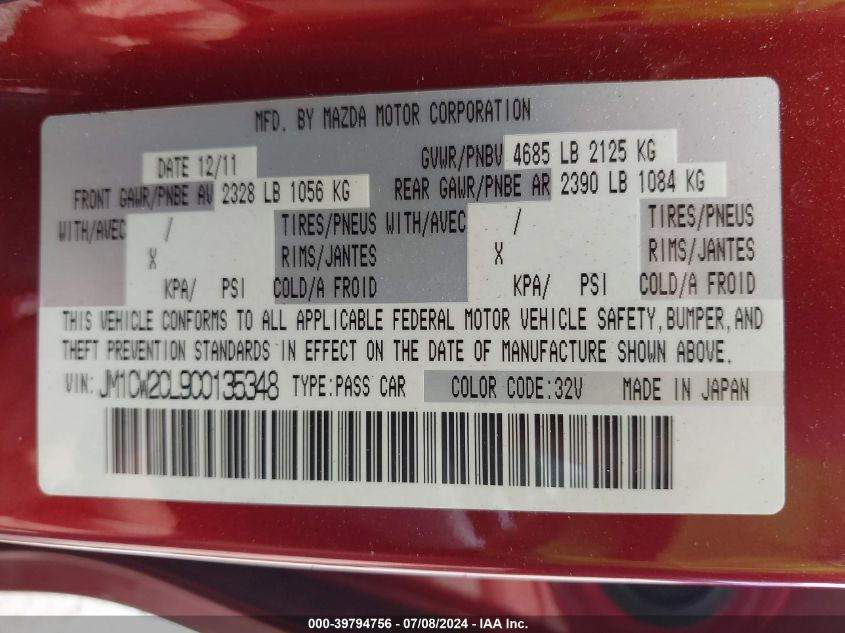 MFD. BY MAZDA MOTOR CORPORATION
DATE 12/11 GVWR/PNBV 4685 LB 2125 KG
FRONT GAWR/PNBE AV 2328 LB 1056 KG REAR GAWR/PNBE AR 2390 LB 1084 KG
WITH/AVEC / TIRES/PNEUS WITH/AVEC / TIRES/PNEUS
X RIMS/JANTES X RIMS/JANTES
KPA/ PSI COLD/A FROID KPA/ PSI COLD/A FROID
THIS VEHICLE CONFORMS TO ALL APPLICABLE FEDERAL MOTOR VEHICLE SAFETY, BUMPER, AND
THEFT PREVENTION STANDARDS IN EFFECT ON THE DATE OF MANUFACTURE SHOWN ABOVE.
VIN: JM1CW2CL9C0135348 TYPE: PASS CAR COLOR CODE: 32V MADE IN JAPAN
000-39794756 - 07/08/2024 - IAA Inc.